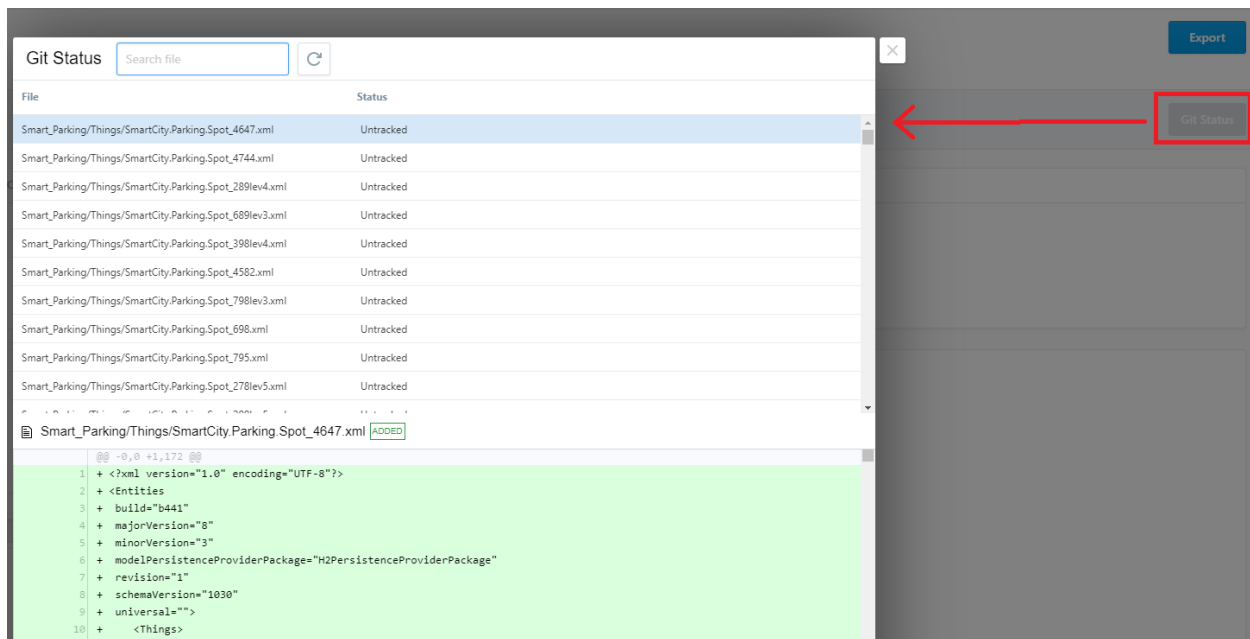 Export
Git Status
Search file
File Status
Git Status
Smart_Parking/Things/SmartCity.Parking.Spot_4647.xml Untracked
Smart_Parking/Things/SmartCity.Parking.Spot_4744.xml Untracked
Smart_Parking/Things/SmartCity.Parking.Spot_289lev4.xml Untracked
Smart_Parking/Things/SmartCity.Parking.Spot_689lev3.xml Untracked
Smart_Parking/Things/SmartCity.Parking.Spot_398lev4.xml Untracked
Smart_Parking/Things/SmartCity.Parking.Spot_4582.xml Untracked
Smart_Parking/Things/SmartCity.Parking.Spot_798lev3.xml Untracked
Smart_Parking/Things/SmartCity.Parking.Spot_698.xml Untracked
Smart_Parking/Things/SmartCity.Parking.Spot_795.xml Untracked
Smart_Parking/Things/SmartCity.Parking.Spot_278lev5.xml Untracked
Smart_Parking/Things/SmartCity.Parking.Spot_4647.xml ADDED
@@ -0,0 +1,172 @@
1 + <?xml version="1.0" encoding="UTF-8"?>
2 + <Entities
3 + build="b441"
4 + majorVersion="8"
5 + minorVersion="3"
6 + modelPersistenceProviderPackage="H2PersistenceProviderPackage"
7 + revision="1"
8 + schemaVersion="1030"
9 + universal="">
10 + <Things>